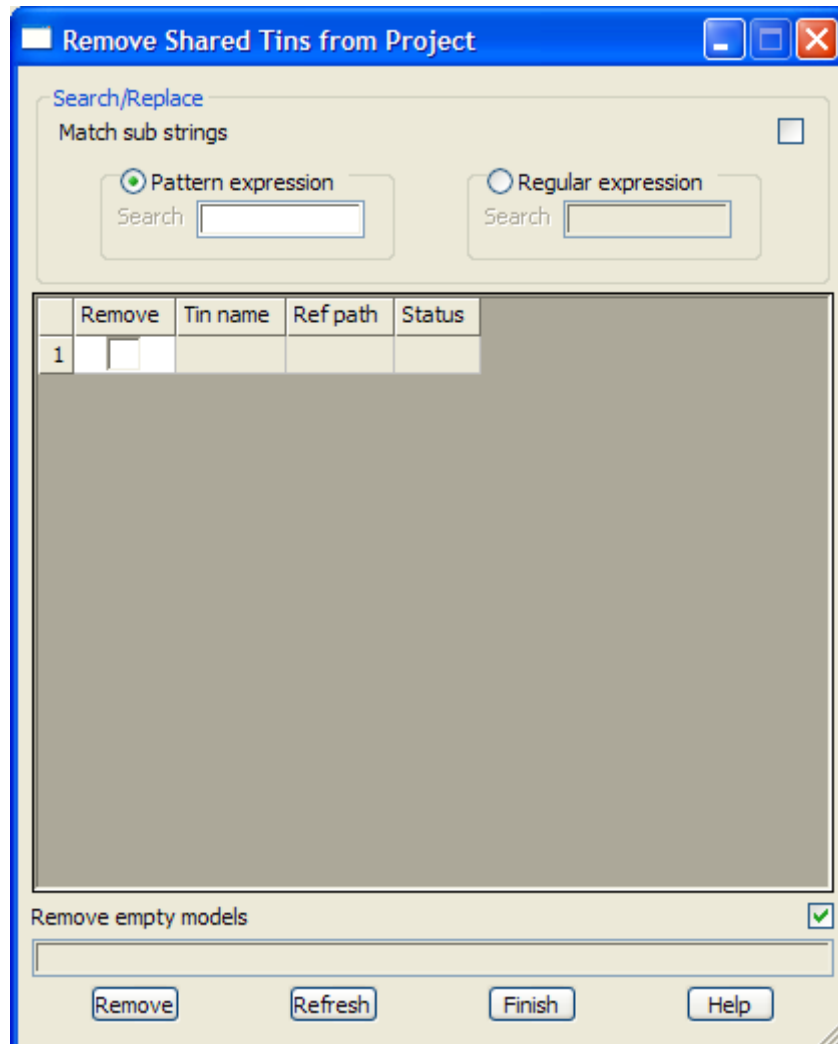 Remove Shared Tins from Project
Search/Replace
Match sub strings
Pattern expression Regular expression
Search Search
Remove Tin name Ref path Status
1
Remove empty models
Remove Refresh Finish Help